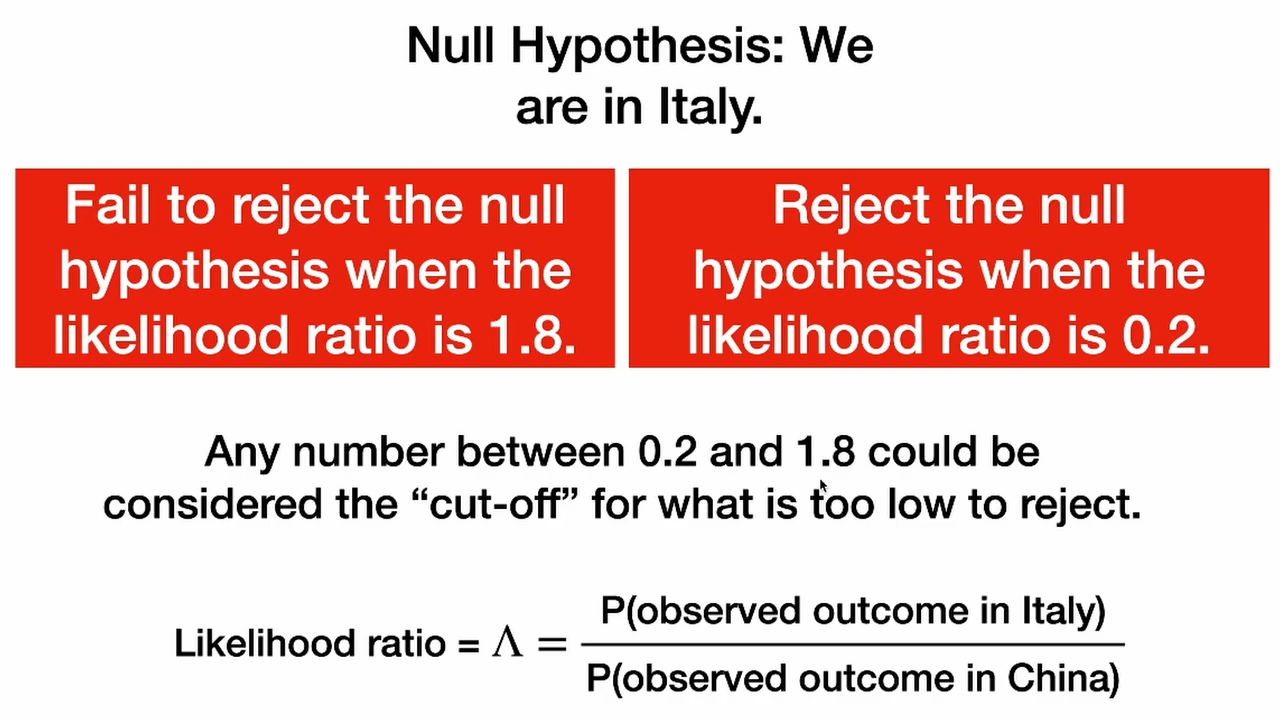 Null Hypothesis: We
are in Italy.
Fail to reject the null
hypothesis when the
likelihood ratio is 1.8.
Reject the null
hypothesis when the
likelihood ratio is 0.2.
Any number between 0.2 and 1.8 could be
considered the “cut-off” for what is too low to reject.
Likelihood ratio = Λ =
P(observed outcome in Italy)
P(observed outcome in China)